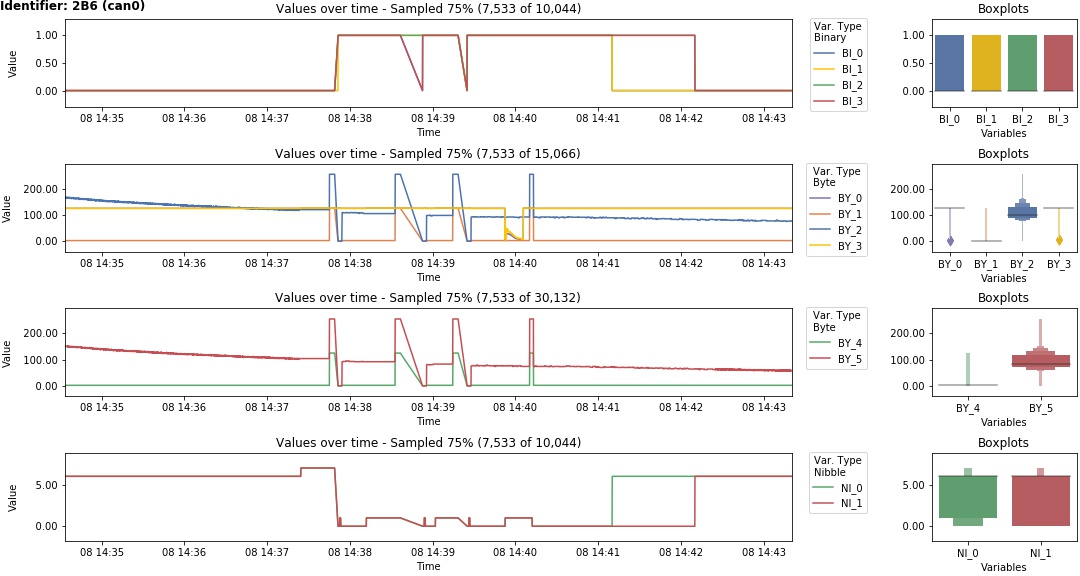 Identifier: 2B6 (can0)
Values over time - Sampled 75% (7,533 of 10,044)
Boxplots
Var. Type
Binary
BI_0
BI_1
BI_2
BI_3
Value
1.00
0.50
0.00
08 14:35 08 14:36 08 14:37 08 14:38 08 14:39 08 14:40 08 14:41 08 14:42 08 14:43
Time
1.00
0.50
0.00
BI_0 BI_1 BI_2 BI_3
Variables
Values over time - Sampled 75% (7,533 of 15,066)
Boxplots
Var. Type
Byte
BY_0
BY_1
BY_2
BY_3
Value
200.00
100.00
0.00
08 14:35 08 14:36 08 14:37 08 14:38 08 14:39 08 14:40 08 14:41 08 14:42 08 14:43
Time
200.00
100.00
0.00
BY_0 BY_1 BY_2 BY_3
Variables
Values over time - Sampled 75% (7,533 of 30,132)
Boxplots
Var. Type
Byte
BY_4
BY_5
Value
200.00
100.00
0.00
08 14:35 08 14:36 08 14:37 08 14:38 08 14:39 08 14:40 08 14:41 08 14:42 08 14:43
Time
200.00
100.00
0.00
BY_4 BY_5
Variables
Values over time - Sampled 75% (7,533 of 10,044)
Boxplots
Var. Type
Nibble
NI_0
NI_1
Value
5.00
0.00
08 14:35 08 14:36 08 14:37 08 14:38 08 14:39 08 14:40 08 14:41 08 14:42 08 14:43
Time
5.00
0.00
NI_0 NI_1
Variables